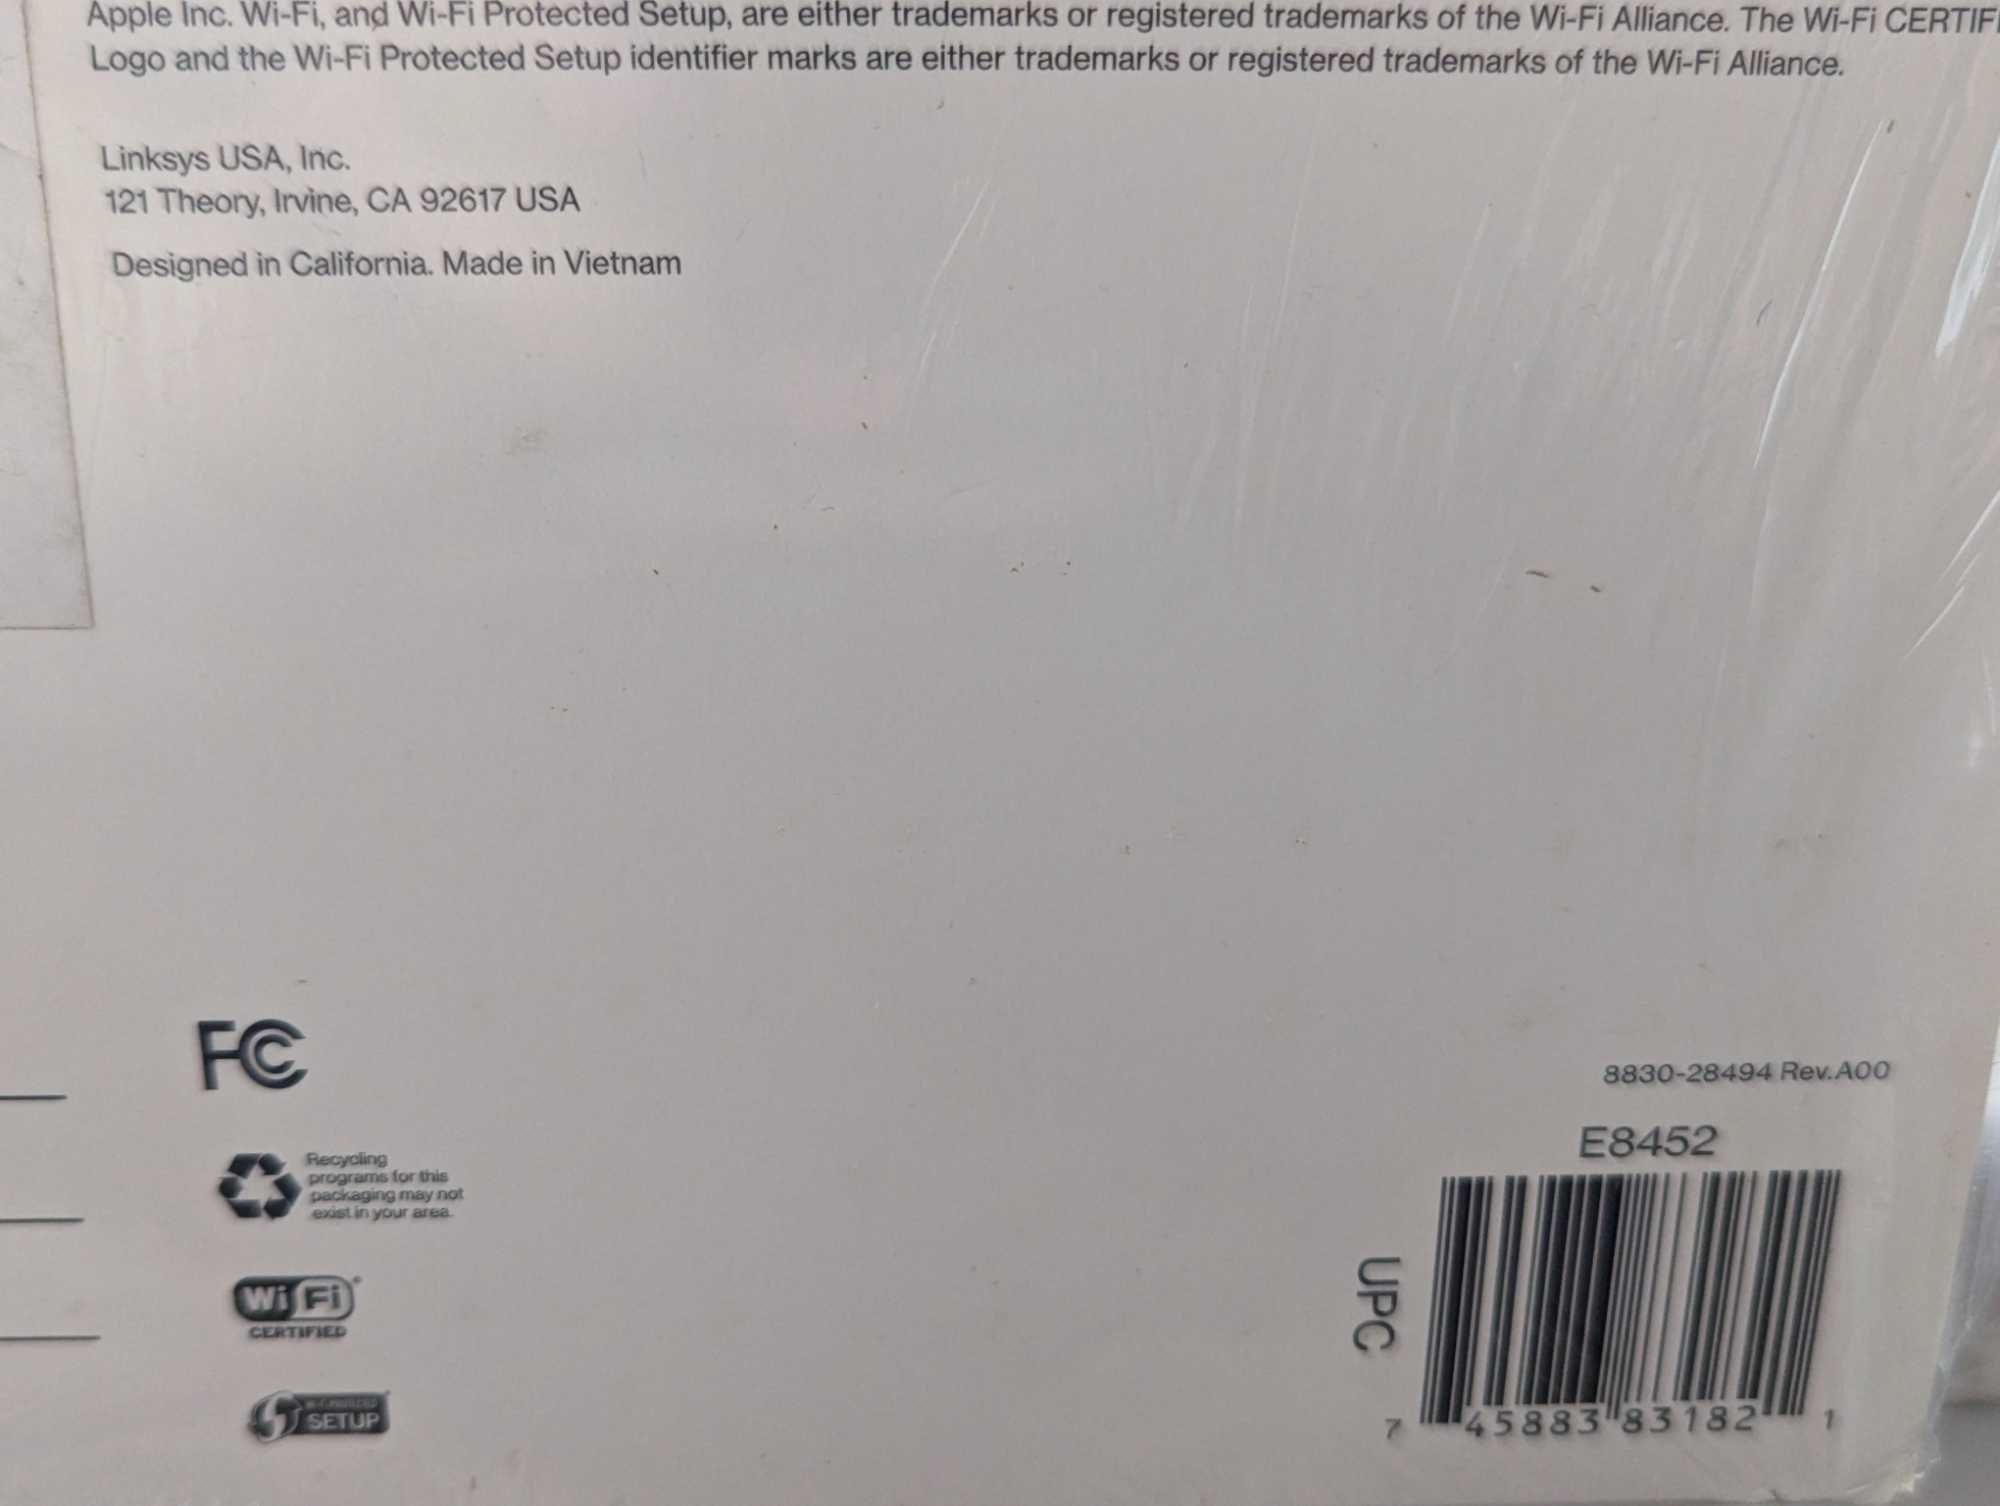 Apple Inc. Wi-Fi, and Wi-Fi Protected Setup, are either trademarks or registered trademarks of the Wi-Fi Alliance. The Wi-Fi CERTIFI
Logo and the Wi-Fi Protected Setup identifier marks are either trademarks or registered trademarks of the Wi-Fi Alliance.
Linksys USA, Inc.
121 Theory, Irvine, CA 92617 USA
Designed in California. Made in Vietnam
FC
Recycling
programs for this
packaging may not
exist in your area.
Wi Fi
CERTIFIED
SETUP
8830-28494 Rev.A00
E8452
UPC
7 45883 83182 1